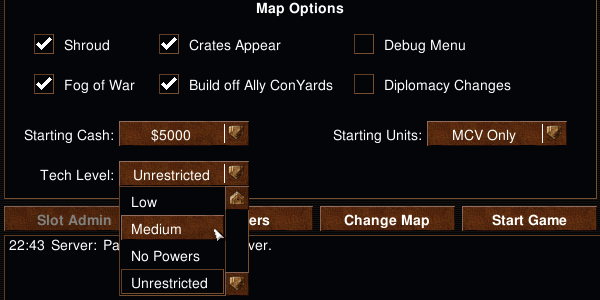 Map Options
Shroud Crates Appear Debug Menu
Fog of War Build off Ally ConYards Diplomacy Changes
Starting Cash: $5000 Starting Units: MCV Only
Tech Level: Unrestricted
Low
Slot Admin ers Change Map Start Game
Medium
22:43 Server: Pa ver.
No Powers
Unrestricted